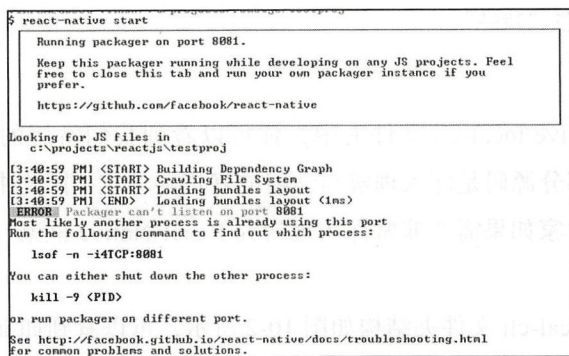 $ react-native start
Running packager on port 8081.
Keep this packager running while developing on any JS projects. Feel
free to close this tab and run your own packager instance if you
prefer.
https://github.com/facebook/react-native
Looking for JS files in
c:\projects\reactjs\testproj
[3:40:59 PM] <START> Building Dependency Graph
[3:40:59 PM] <START> Crawling File System
[3:40:59 PM] <START> Loading bundles layout
[3:40:59 PM] <END>   Loading bundles layout (1ms)
ERROR  Packager can't listen on port 8081
Most likely another process is already using this port
Run the following command to find out which process:
lsof -n -i4TCP:8081
You can either shut down the other process:
kill -9 <PID>
or run packager on different port.
See http://facebook.github.io/react-native/docs/troubleshooting.html
for common problems and solutions.